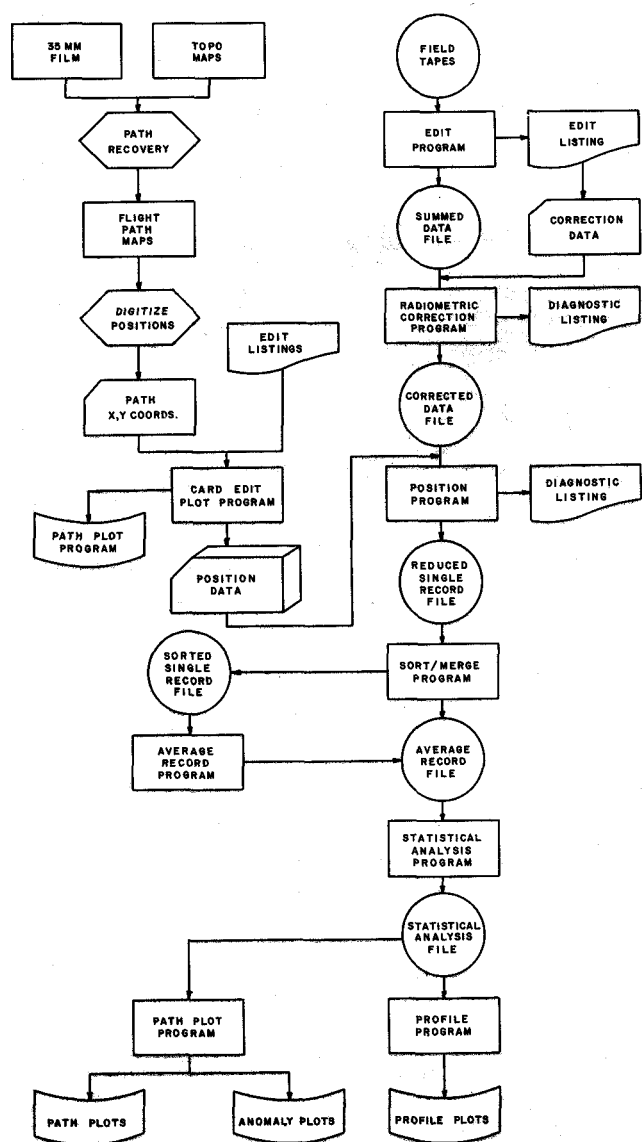 35 MM
FILM
TOPO
MAPS
PATH
RECOVERY
FLIGHT
PATH
MAPS
DIGITIZE
POSITIONS
EDIT
LISTINGS
PATH
X,Y COORDS.
CARD EDIT
PLOT PROGRAM
PATH PLOT
PROGRAM
POSITION
DATA
FIELD
TAPES
EDIT
PROGRAM
EDIT
LISTING
SUMMED
DATA
FILE
CORRECTION
DATA
RADIOMETRIC
CORRECTION
PROGRAM
DIAGNOSTIC
LISTING
CORRECTED
DATA
FILE
POSITION
PROGRAM
DIAGNOSTIC
LISTING
REDUCED
SINGLE
RECORD
FILE
SORT/MERGE
PROGRAM
SORTED
SINGLE
RECORD
FILE
AVERAGE
RECORD
PROGRAM
AVERAGE
RECORD
FILE
STATISTICAL
ANALYSIS
PROGRAM
STATISTICAL
ANALYSIS
FILE
PATH PLOT
PROGRAM
PROFILE
PROGRAM
PATH PLOTS
ANOMALY PLOTS
PROFILE PLOTS